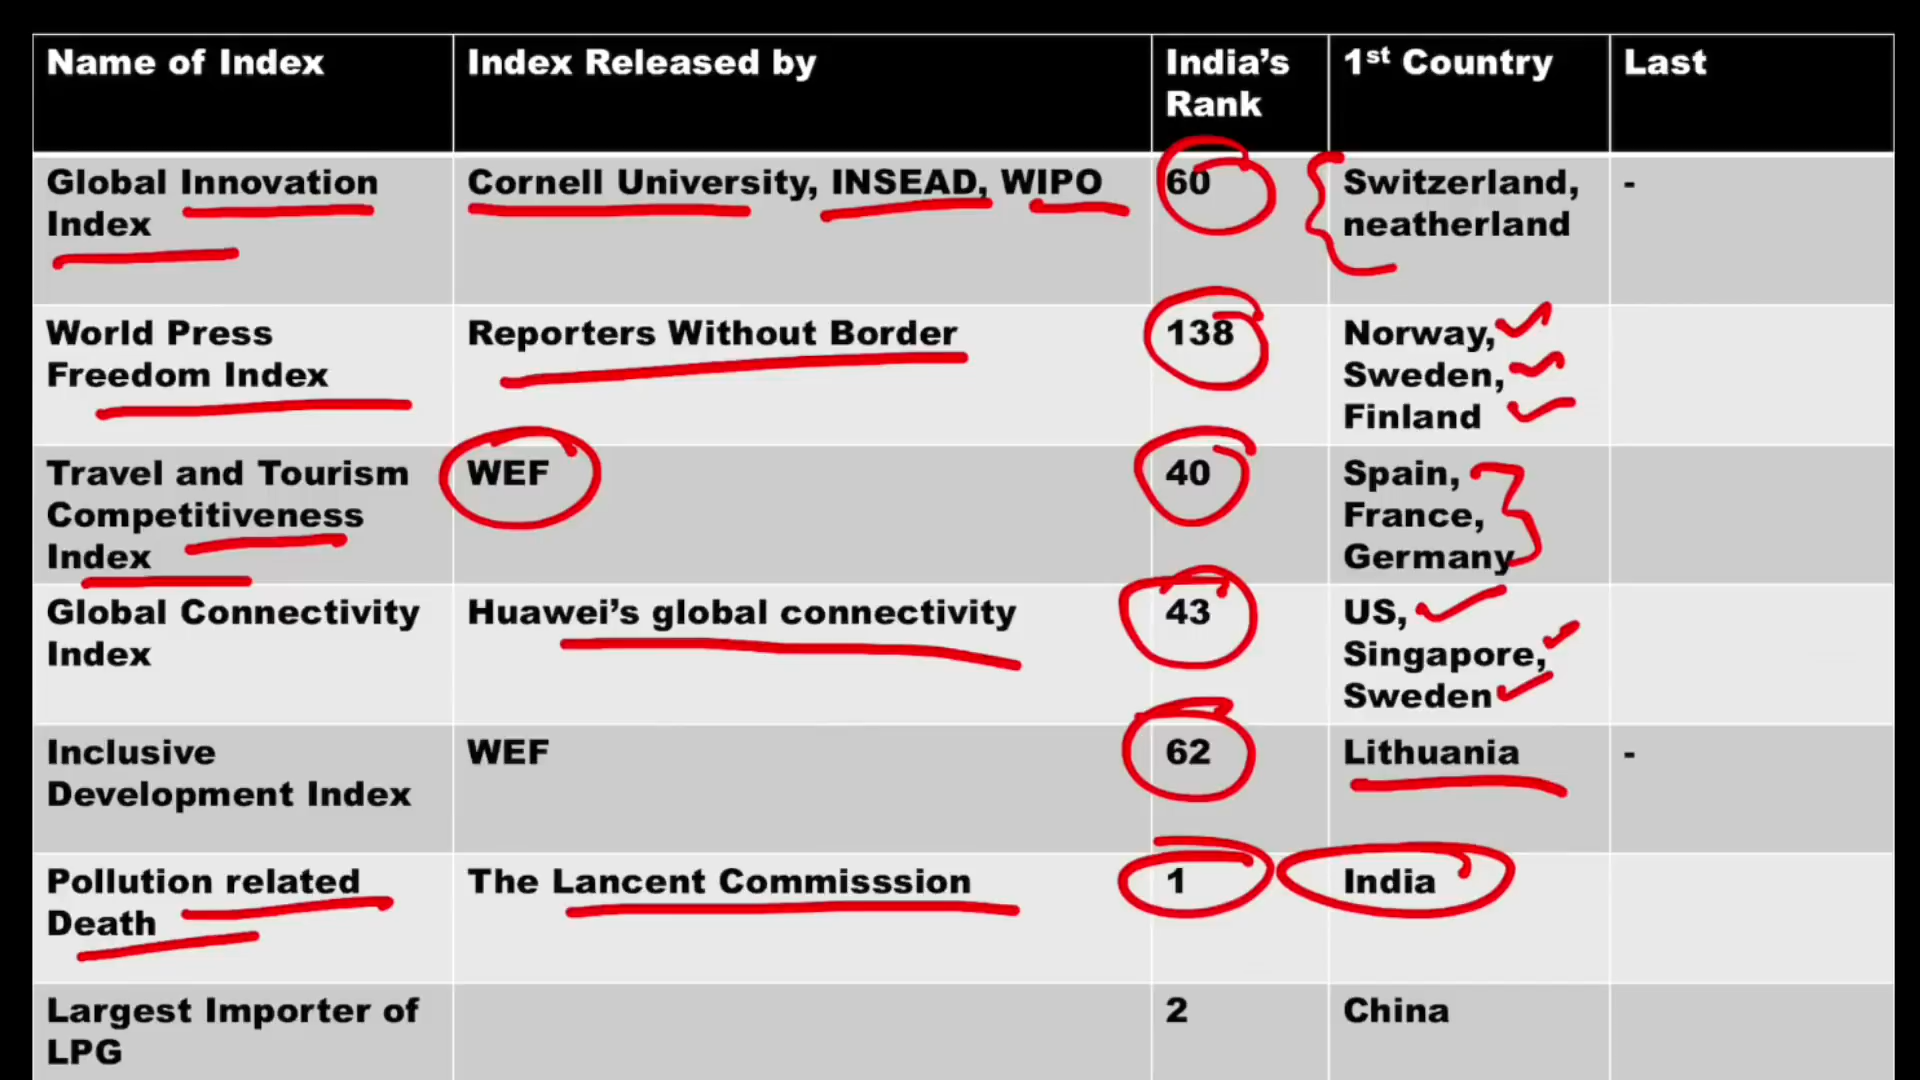 Name of Index
Index Released by
India's
Rank
1st Country
Last
Global Innovation
Index
Cornell University, INSEAD, WIPO
60
Switzerland,
neatherland
-
World Press
Freedom Index
Reporters Without Border
138
Norway,
Sweden,
Finland
Travel and Tourism
Competitiveness
Index
WEF
40
Spain,
France,
Germany
Global Connectivity
Index
Huawei's global connectivity
43
US,
Singapore,
Sweden
Inclusive
Development Index
WEF
62
Lithuania
-
Pollution related
Death
The Lancent Commisssion
1
India
Largest Importer of
LPG
2
China